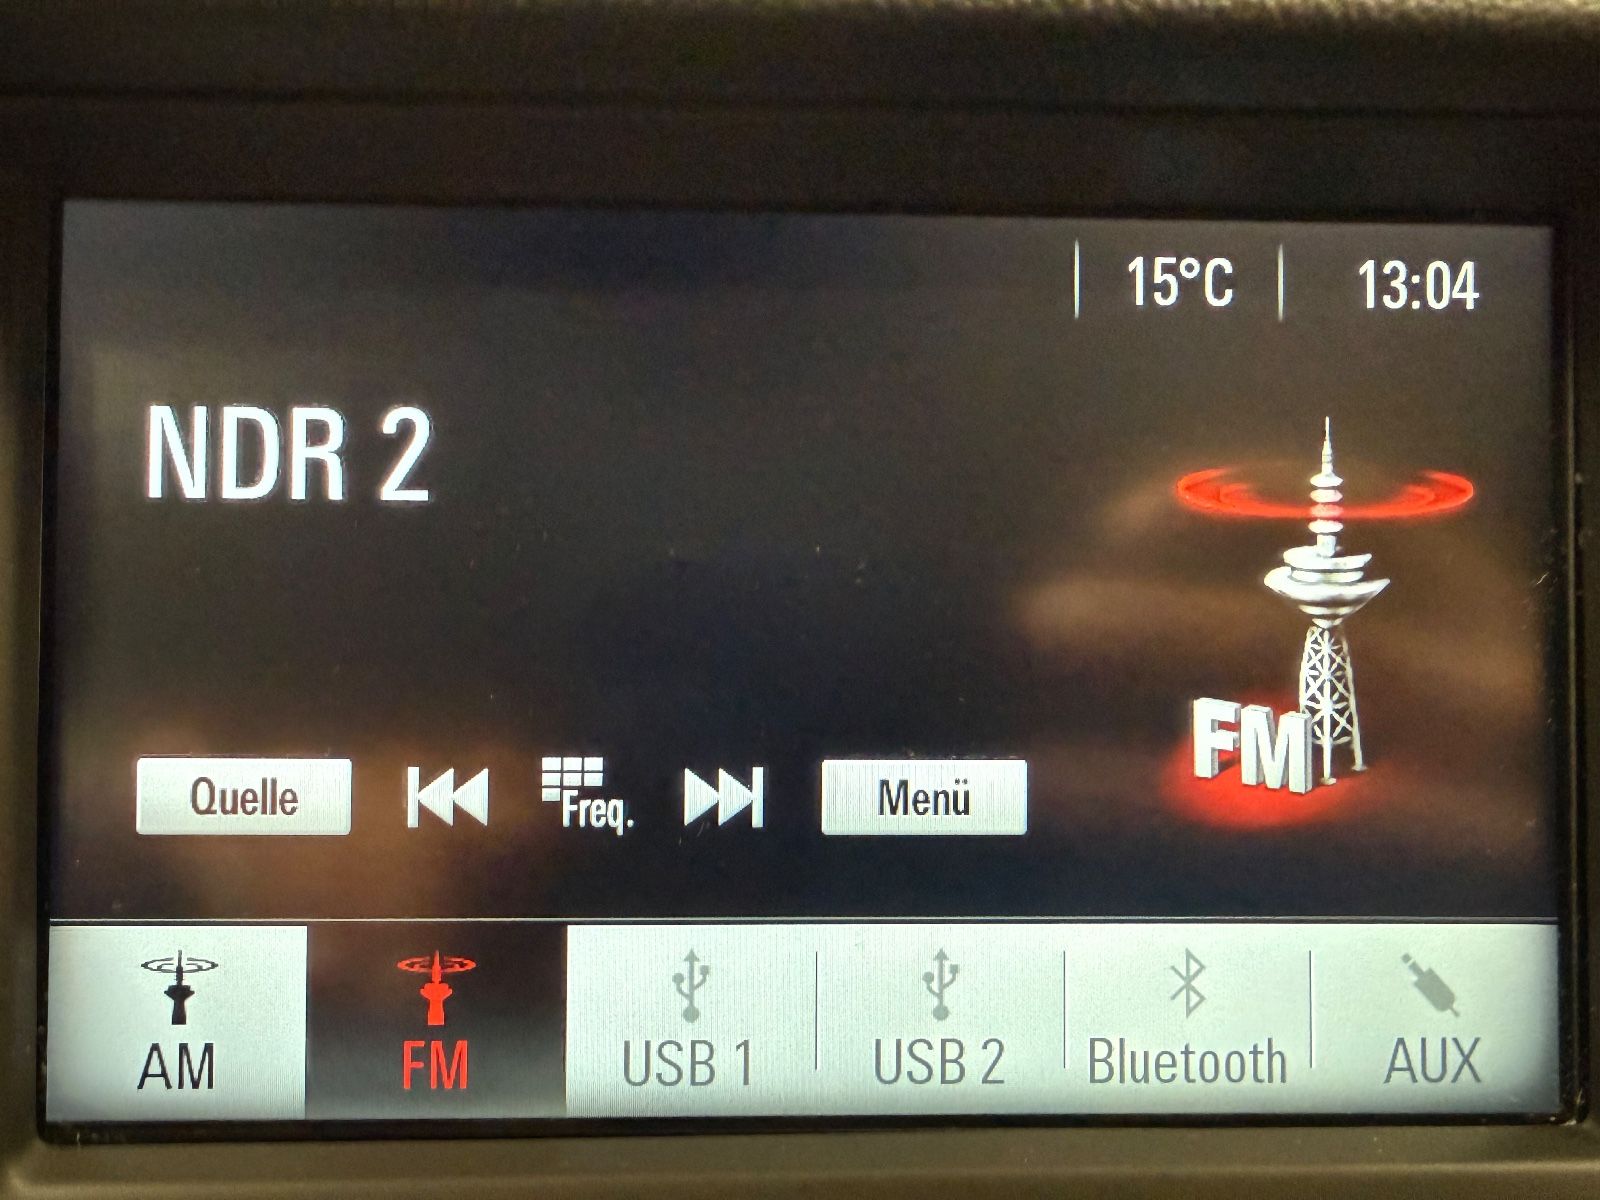 15°C 13:04
NDR 2
FM
Quelle Freq. Menü
AM FM USB 1 USB 2 Bluetooth AUX